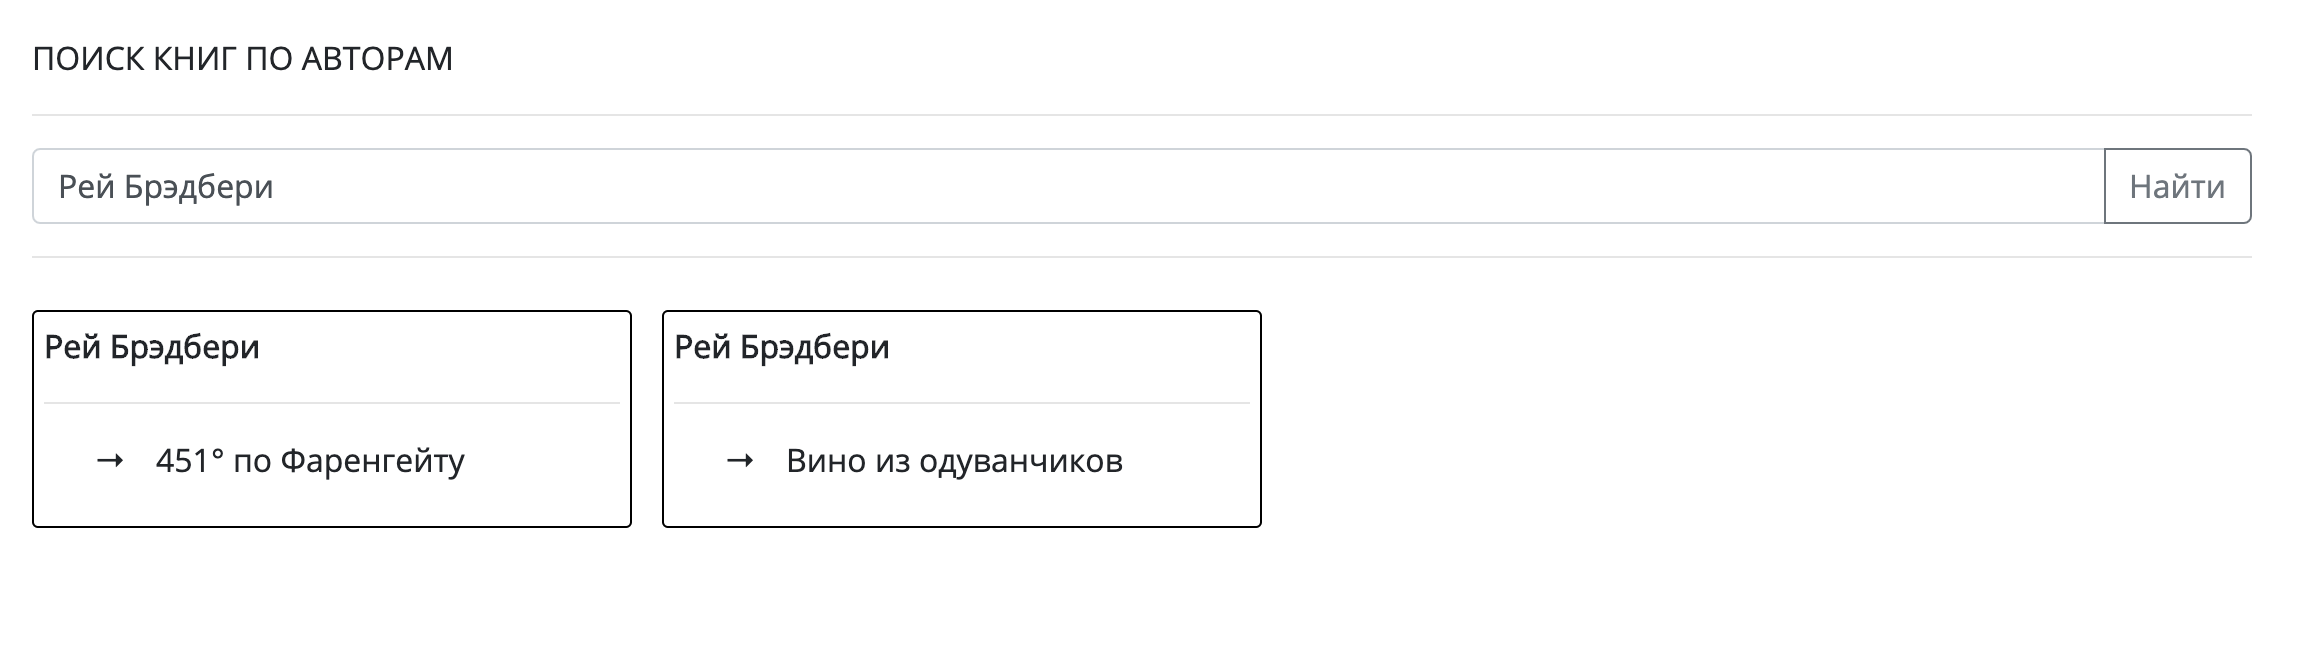 ПОИСК КНИГ ПО АВТОРАМ
Рей Брэдбери
Найти
Рей Брэдбери
→ 451° по Фаренгейту
Рей Брэдбери
→ Вино из одуванчиков